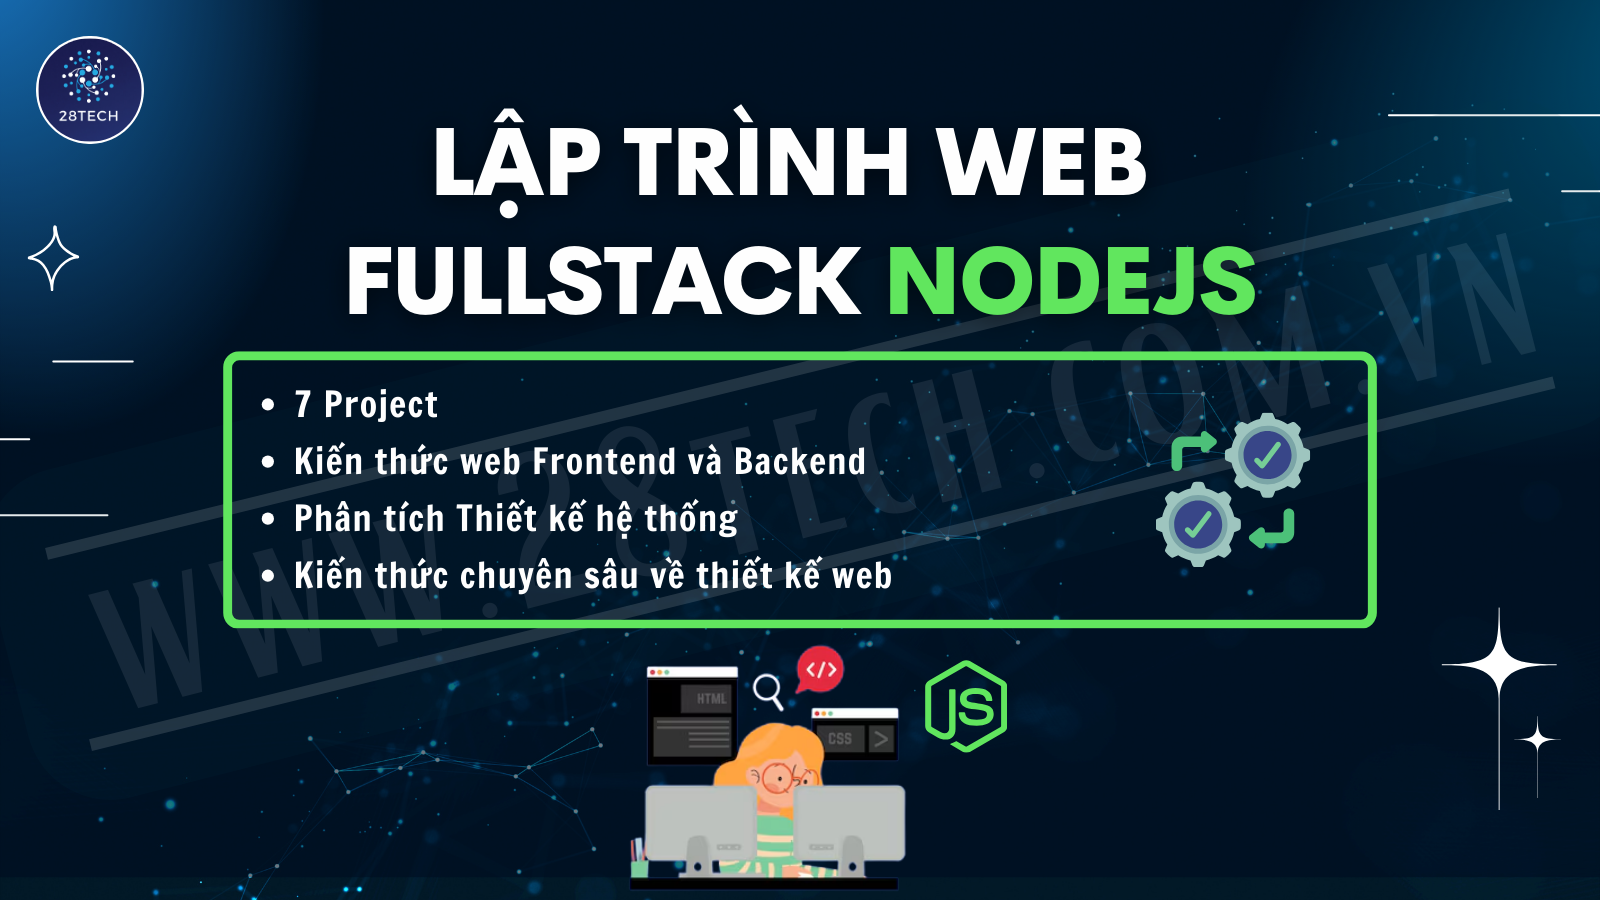 28TECH
LẬP TRÌNH WEB
FULLSTACK NODEJS
7 Project
Kiến thức web Frontend và Backend
Phân tích Thiết kế hệ thống
Kiến thức chuyên sâu về thiết kế web
WWW.28TECH.COM.VN
HTML
</>
CSS >
JS